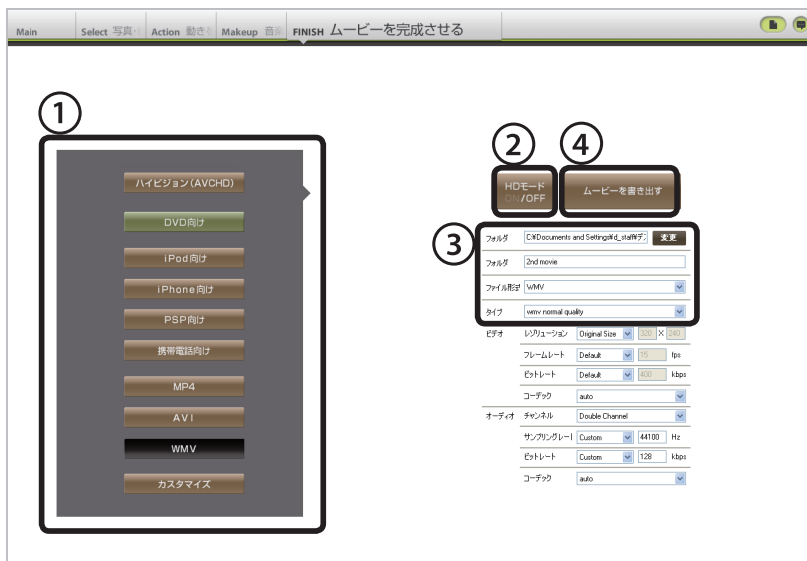 Main
Select 写真・
Action 動き
Makeup 音
FINISH ムービーを完成させる
1
ハイビジョン(AVCHD)
DVD向け
iPod向け
iPhone向け
PSP向け
携帯電話向け
MP4
AVI
WMV
カスタマイズ
2
HDモード
ON/OFF
4
ムービーを書き出す
3
フォルダ C:¥Documents and Settings¥d_staff¥デ 変更
フォルダ 2nd movie
ファイル形式 WMV
タイプ wmv normal quality
ビデオ レゾリューション Original Size 320 X 240
フレームレート Default 15 fps
ビットレート Default 400 kbps
コーデック auto
オーディオ チャンネル Double Channel
サンプリングレー Custom 44100 Hz
ビットレート Custom 128 kbps
コーデック auto